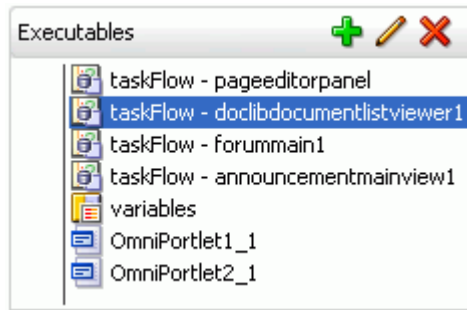 Executables
taskFlow - pageeditorpanel
taskFlow - doclibdocumentlistviewer1
taskFlow - forummain1
taskFlow - announcementmainview1
variables
OmniPortlet1_1
OmniPortlet2_1